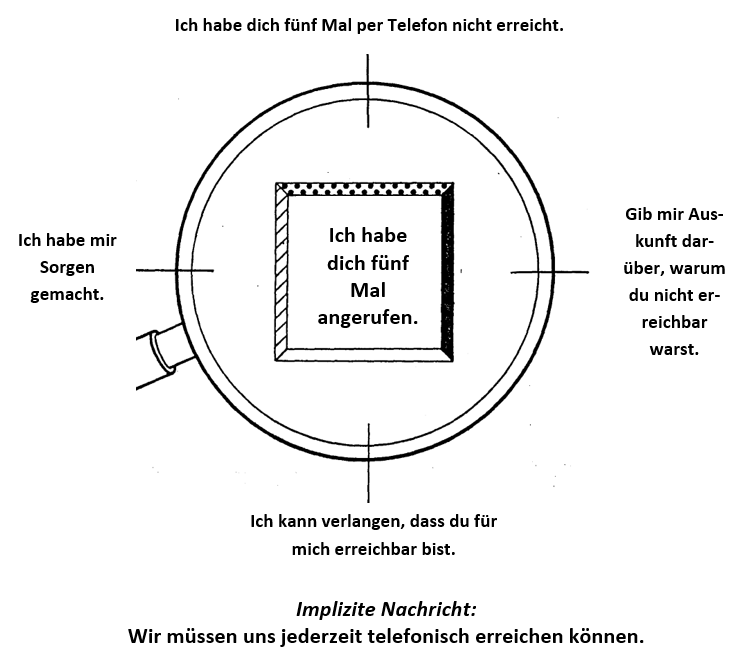 Ich habe dich fünf Mal per Telefon nicht erreicht.
Ich habe mir
Sorgen
gemacht.
Ich habe
dich fünf
Mal
angerufen.
Gib mir Aus-
kunft dar-
über, warum
du nicht er-
reichbar
warst.
Ich kann verlangen, dass du für
mich erreichbar bist.
Implizite Nachricht:
Wir müssen uns jederzeit telefonisch erreichen können.